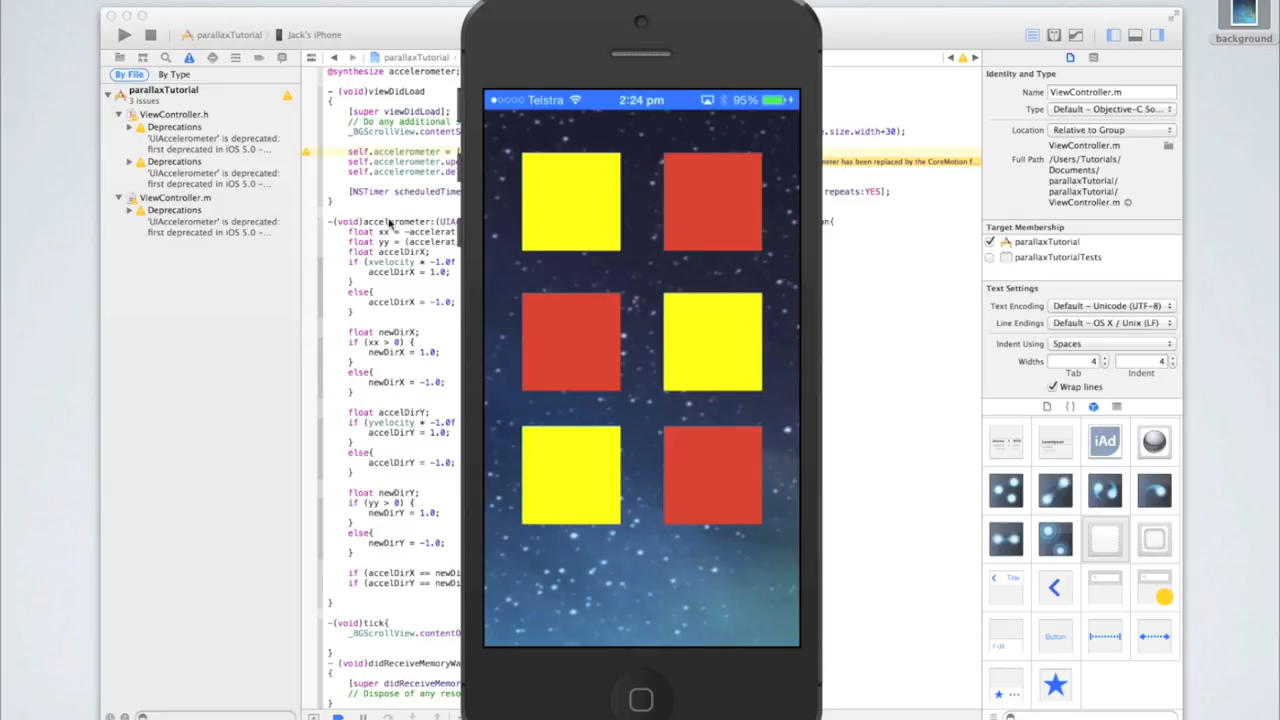 background
parallaxTutorial
Jack's iPhone
By File
By Type
parallaxTutorial
3 issues
ViewController.h
Deprecations
'UIAccelerometer' is deprecated:
first deprecated in iOS 5.0 -...
Deprecations
'UIAccelerometer' is deprecated:
first deprecated in iOS 5.0 -...
ViewController.m
Deprecations
'UIAccelerometer' is deprecated:
first deprecated in iOS 5.0 -...
parallaxTutorial
@synthesize accelerometer;
- (void)viewDidLoad
{
[super viewDidLoad];
// Do any additional
_BGScrollView.contentS
.size.width+30);
self.accelerometer =
meter has been replaced by the CoreMotion f...
self.accelerometer.up
self.accelerometer.de
[NSTimer scheduledTime
repeats:YES];
}
-(void)accelerometer:(UIA
{
float xx = -accelerat
float yy = (accelerat
float accelDirX;
if (xvelocity * -1.0f
accelDirX = 1.0;
}
else{
accelDirX = -1.0;
}
float newDirX;
if (xx > 0) {
newDirX = 1.0;
}
else{
newDirX = -1.0;
}
float accelDirY;
if (yvelocity * -1.0f
accelDirY = 1.0;
}
else{
accelDirY = -1.0;
}
float newDirY;
if (yy > 0) {
newDirY = 1.0;
}
else{
newDirY = -1.0;
}
if (accelDirX == newDi
if (accelDirY == newDi
}
-(void)tick{
_BGScrollView.contentO
}
- (void)didReceiveMemoryWa
{
[super didReceiveMemor
// Dispose of any reso
}
Telstra
2:24 pm
95%
Identity and Type
Name ViewController.m
Type Default - Objective-C So...
Location Relative to Group
ViewController.m
Full Path /Users/Tutorials/
Documents/
parallaxTutorial/
parallaxTutorial/
ViewController.m
Target Membership
parallaxTutorial
parallaxTutorialTests
Text Settings
Text Encoding Default - Unicode (UTF-8)
Line Endings Default - OS X / Unix (LF)
Indent Using Spaces
Widths 4 4
Tab Indent
Wrap lines
iAd
Title
Edit
Button